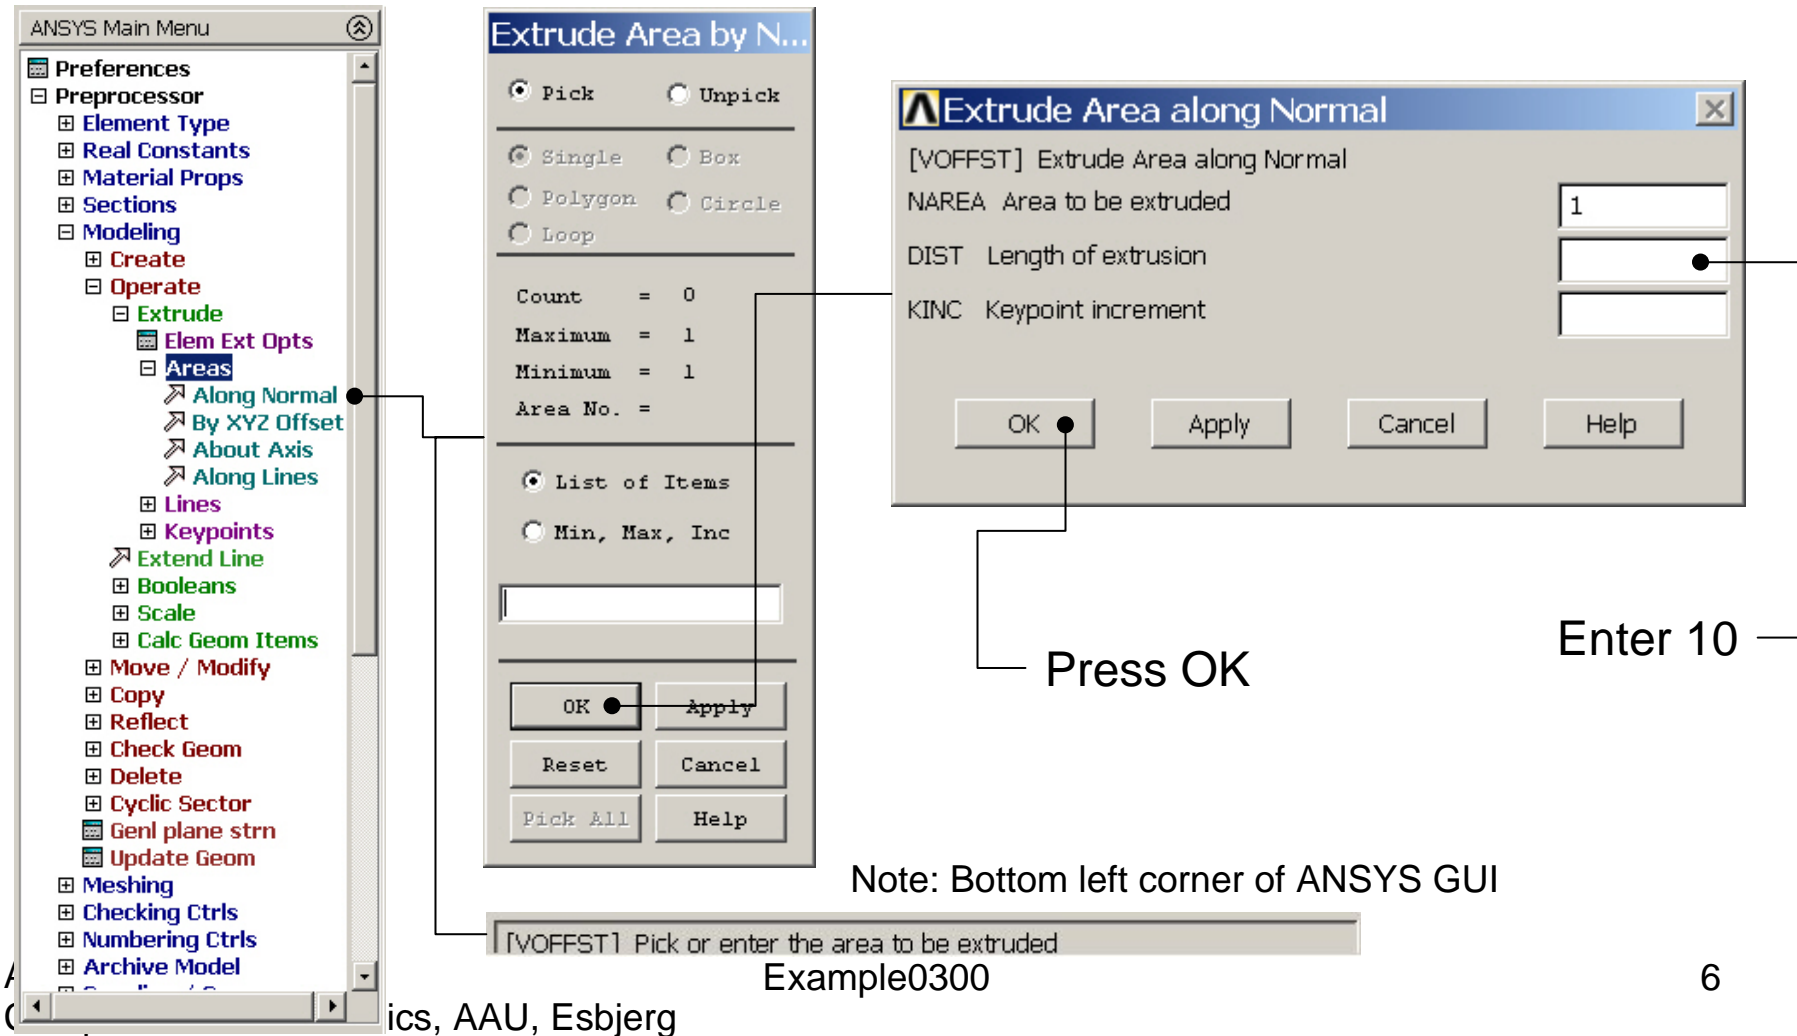 ANSYS Main Menu
Preferences
Preprocessor
Element Type
Real Constants
Material Props
Sections
Modeling
Create
Operate
Extrude
Elem Ext Opts
Areas
Along Normal
By XYZ Offset
About Axis
Along Lines
Lines
Keypoints
Extend Line
Booleans
Scale
Calc Geom Items
Move / Modify
Copy
Reflect
Check Geom
Delete
Cyclic Sector
Genl plane strn
Update Geom
Meshing
Checking Ctrls
Numbering Ctrls
Archive Model
Extrude Area by N...
Pick Unpick
Single Box
Polygon Circle
Loop
Count = 0
Maximum = 1
Minimum = 1
Area No. =
List of Items
Min, Max, Inc
OK Apply
Reset Cancel
Pick All Help
Extrude Area along Normal
[VOFFST] Extrude Area along Normal
NAREA Area to be extruded 1
DIST Length of extrusion
KINC Keypoint increment
OK Apply Cancel Help
Press OK
Enter 10
Note: Bottom left corner of ANSYS GUI
[VOFFST] Pick or enter the area to be extruded
Example0300
6
ics, AAU, Esbjerg